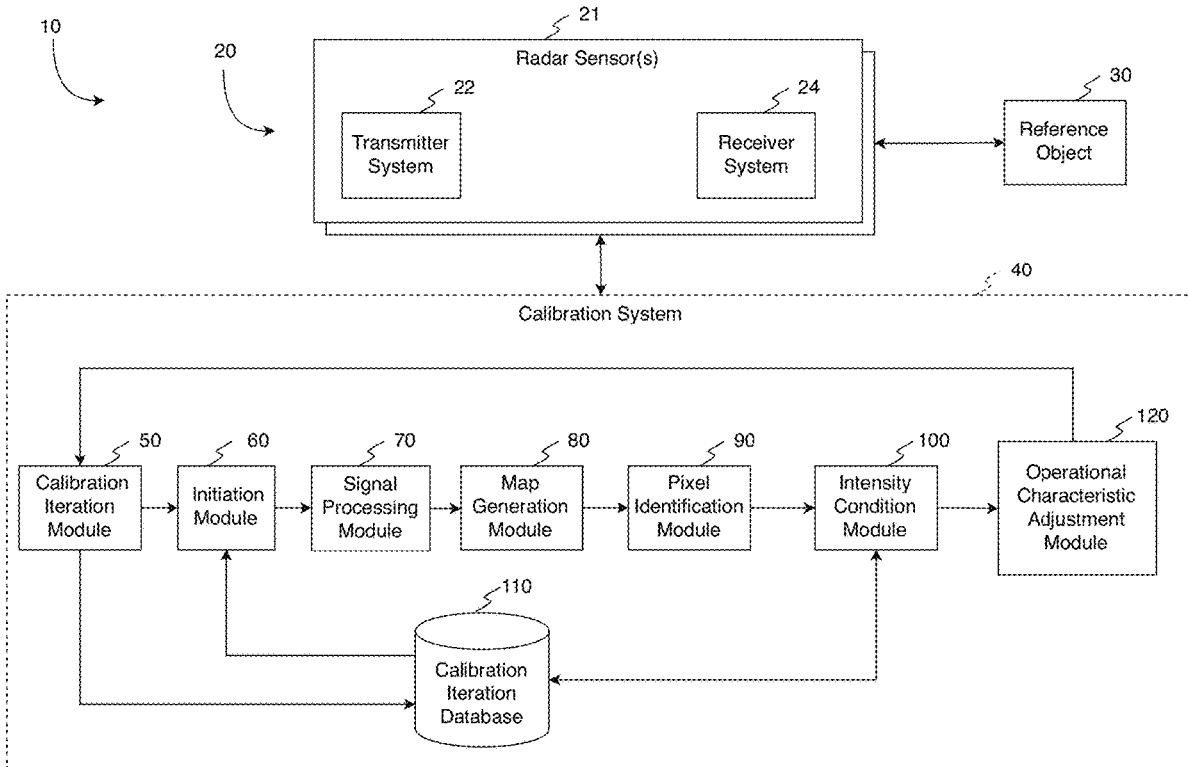 10
20
21
Radar Sensor(s)
22
Transmitter
System
24
Receiver
System
30
Reference
Object
40
Calibration System
50
Calibration
Iteration
Module
60
Initiation
Module
70
Signal
Processing
Module
80
Map
Generation
Module
90
Pixel
Identification
Module
100
Intensity
Condition
Module
120
Operational
Characteristic
Adjustment
Module
110
Calibration
Iteration
Database